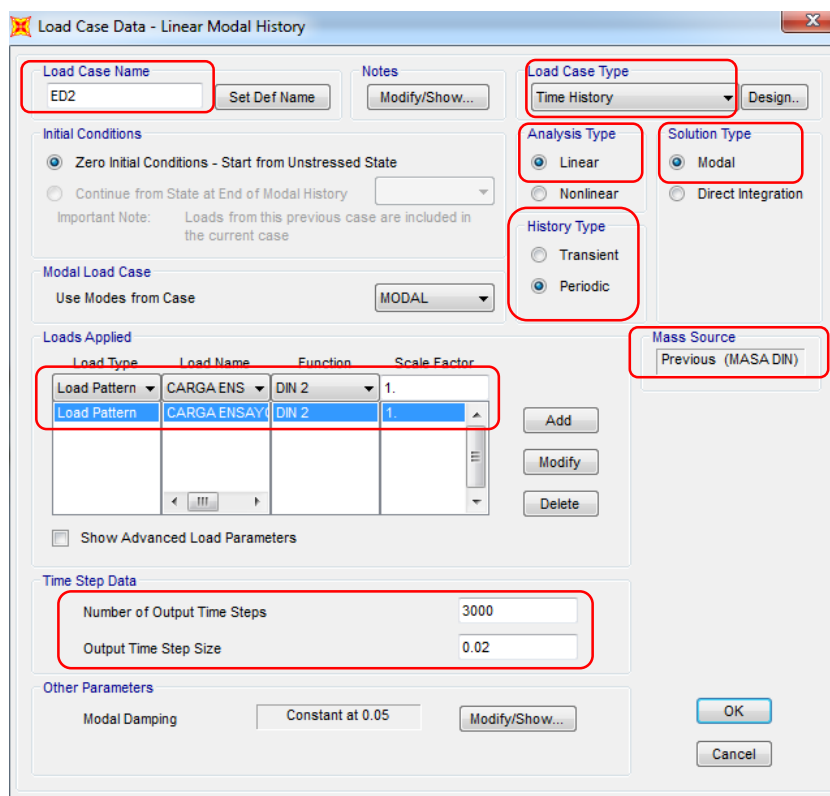 Load Case Data - Linear Modal History
Load Case Name
ED2
Set Def Name
Notes
Modify/Show...
Load Case Type
Time History
Design..
Initial Conditions
Zero Initial Conditions - Start from Unstressed State
Continue from State at End of Modal History
Important Note: Loads from this previous case are included in
the current case
Analysis Type
Linear
Nonlinear
Solution Type
Modal
Direct Integration
History Type
Transient
Periodic
Modal Load Case
Use Modes from Case
MODAL
Loads Applied
Load Type Load Name Function Scale Factor
Load Pattern CARGA ENS DIN 2 1.
Load Pattern CARGA ENSAYO DIN 2 1.
Add
Modify
Delete
Show Advanced Load Parameters
Mass Source
Previous (MASA DIN)
Time Step Data
Number of Output Time Steps 3000
Output Time Step Size 0.02
Other Parameters
Modal Damping Constant at 0.05 Modify/Show...
OK
Cancel